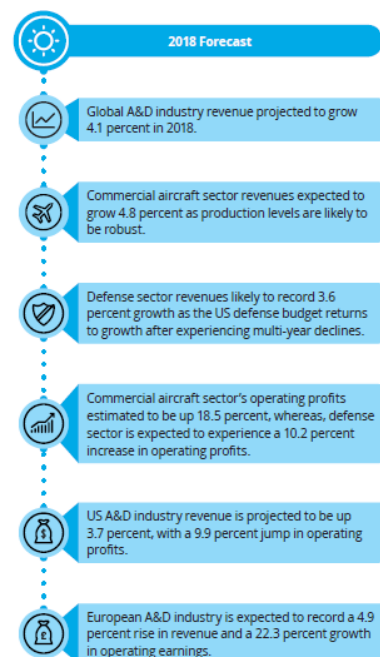 2018 Forecast
Global A&D industry revenue projected to grow
4.1 percent in 2018.
Commercial aircraft sector revenues expected to
grow 4.8 percent as production levels are likely to
be robust.
Defense sector revenues likely to record 3.6
percent growth as the US defense budget returns
to growth after experiencing multi-year declines.
Commercial aircraft sector's operating profits
estimated to be up 18.5 percent, whereas, defense
sector is expected to experience a 10.2 percent
increase in operating profits.
$
US A&D industry revenue is projected to be up
3.7 percent, with a 9.9 percent jump in operating
profits.
£
European A&D industry is expected to record a 4.9
percent rise in revenue and a 22.3 percent growth
in operating earnings.